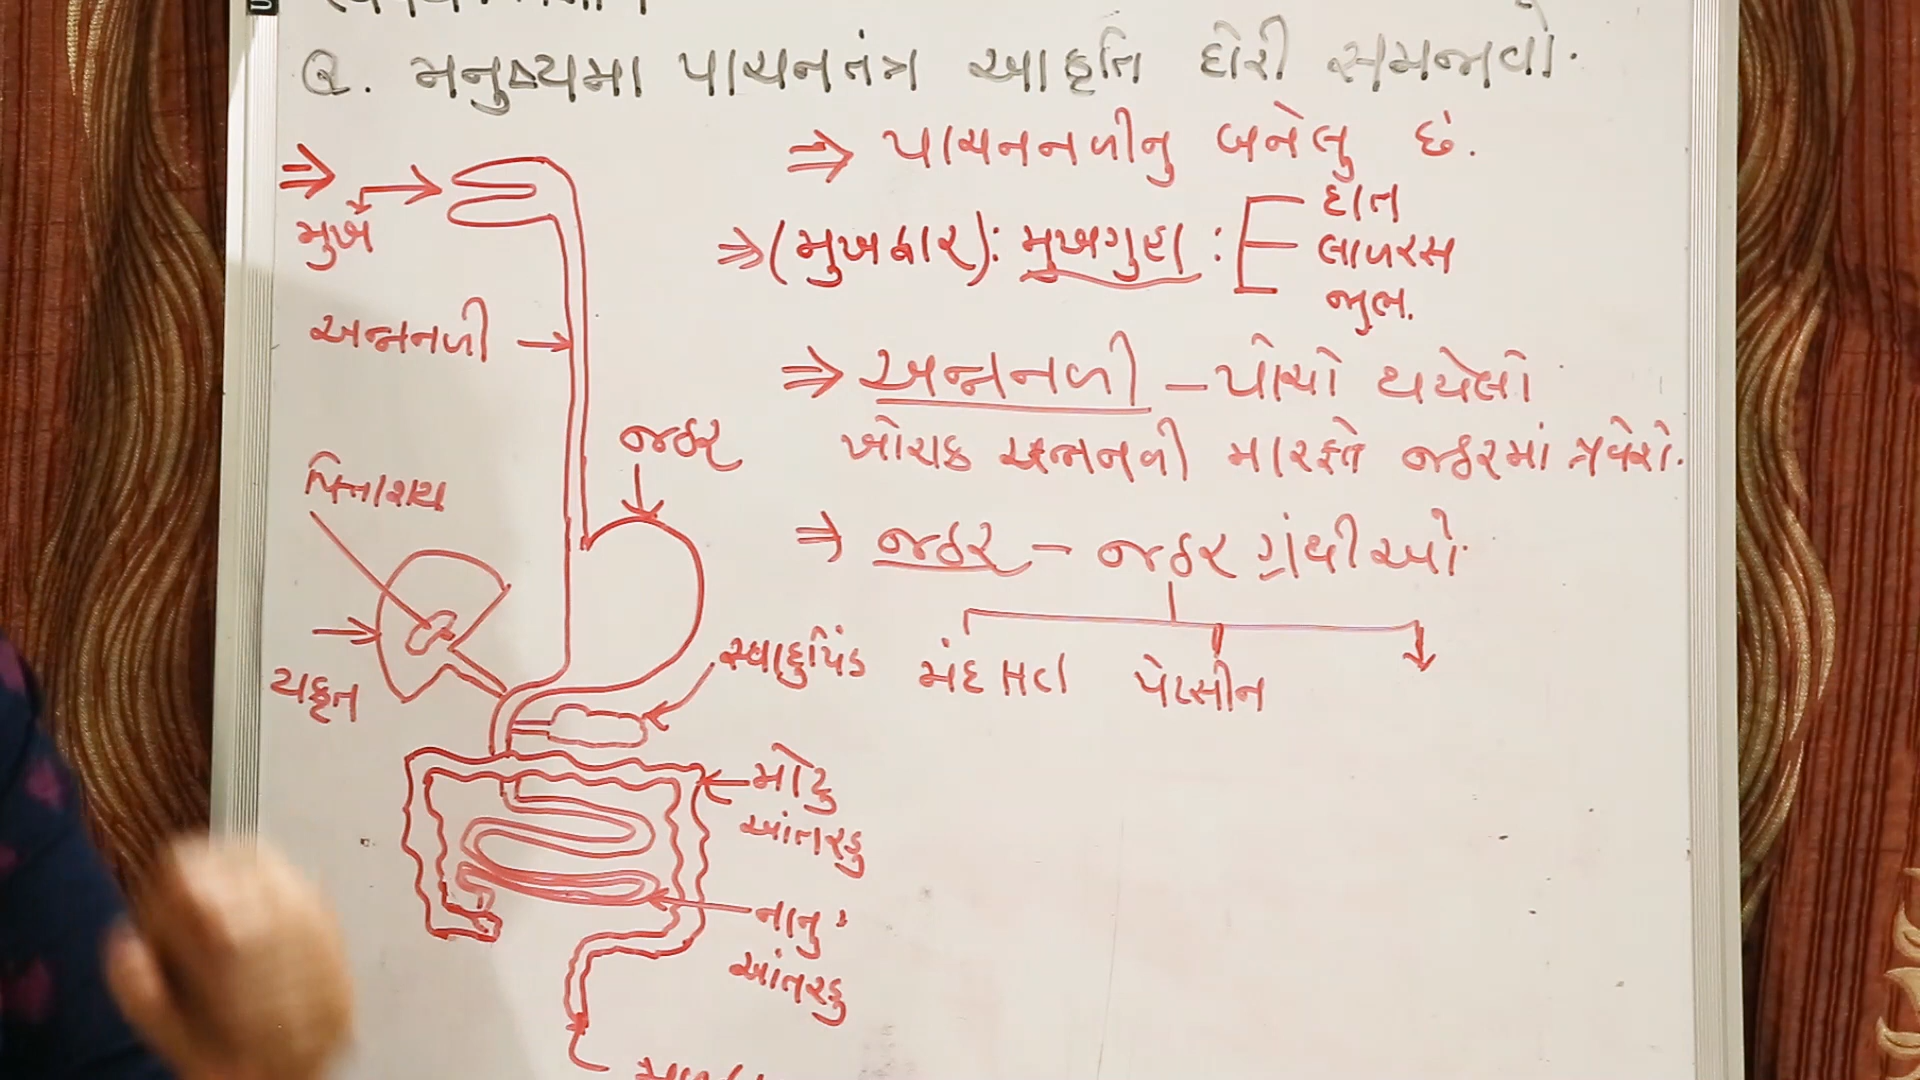 Q. મનુષ્યમા પાચનતંત્ર આકૃતિ દોરી સમજાવો.
⇒ પાચનનળીનુ બનેલુ છે.
⇒ મુખ
⇒ (મુખદ્વાર): મુખગુહા : દાત
લાળરસ
જીભ.
અન્નનળી
⇒ અન્નનળી – પોચો થયેલો
ખોરાક અન્નનળી મારફતે જઠરમાં પ્રવેશે.
જઠર
પિત્તાશય
⇒ જઠર – જઠર ગ્રંથીઓ
યકૃત
સ્વાદુપિંડ
મંદ HCl પેપ્સીન
મોટુ
આંતરડુ
નાનુ
આંતરડુ